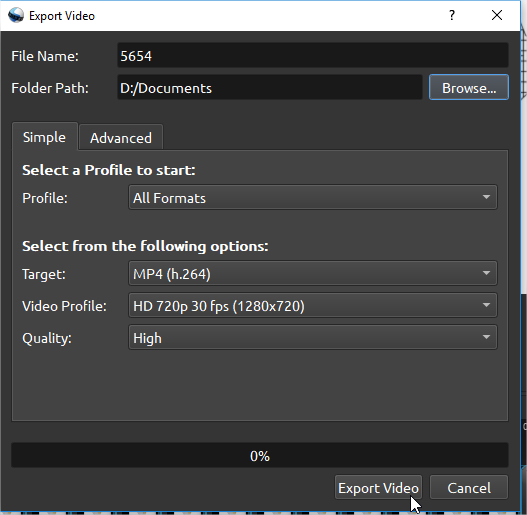 Export Video ?
File Name: 5654
Folder Path: D:/Documents Browse...
Simple Advanced
Select a Profile to start:
Profile: All Formats
Select from the following options:
Target: MP4 (h.264)
Video Profile: HD 720p 30 fps (1280x720)
Quality: High
0%
Export Video Cancel